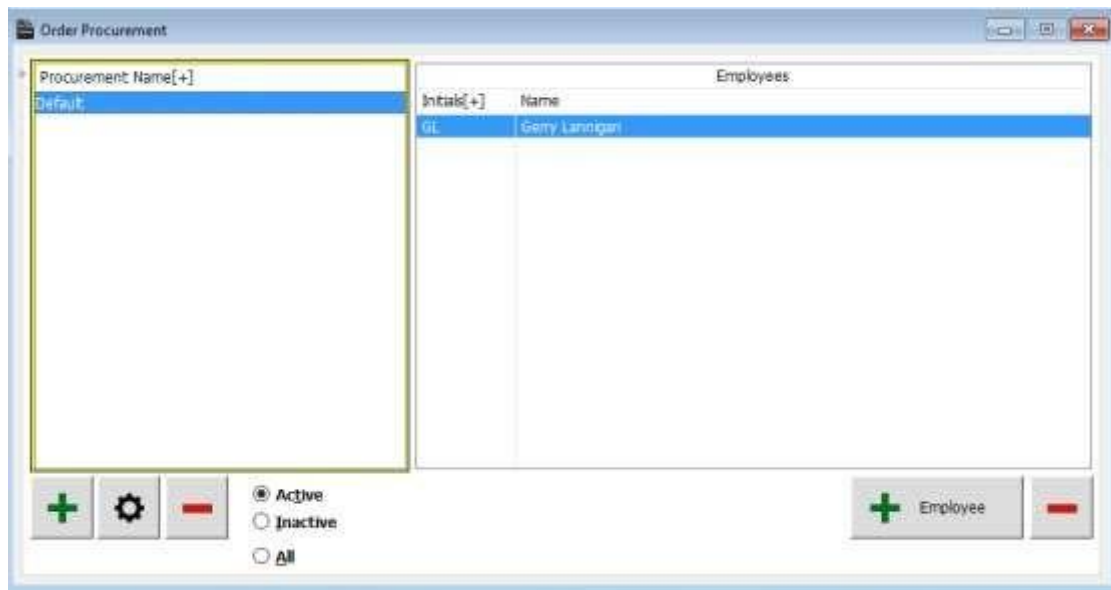 Order Procurement
Procurement Name[+]
Default
Employees
Initials[+] Name
GL Gerry Lannigan
Active
Inactive
All
Employee